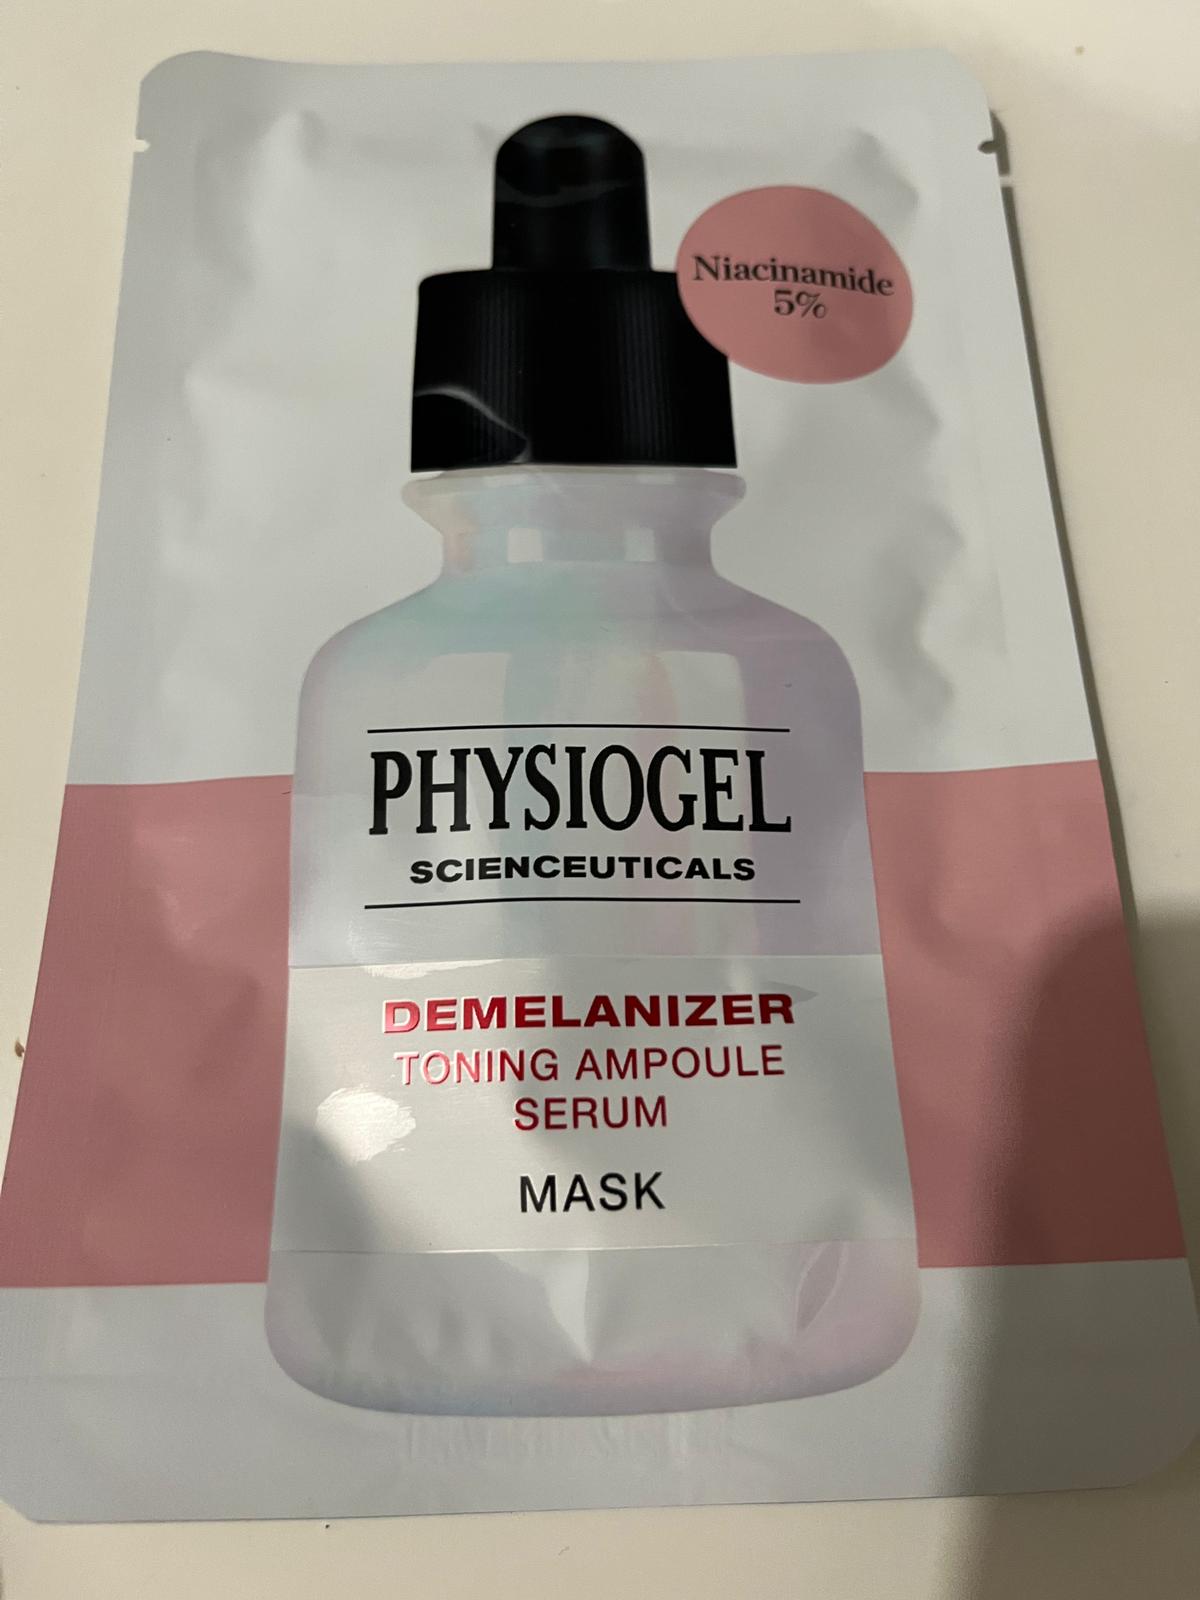 Niacinamide
5%
PHYSIOGEL
SCIENCEUTICALS
DEMELANIZER
TONING AMPOULE
SERUM
MASK